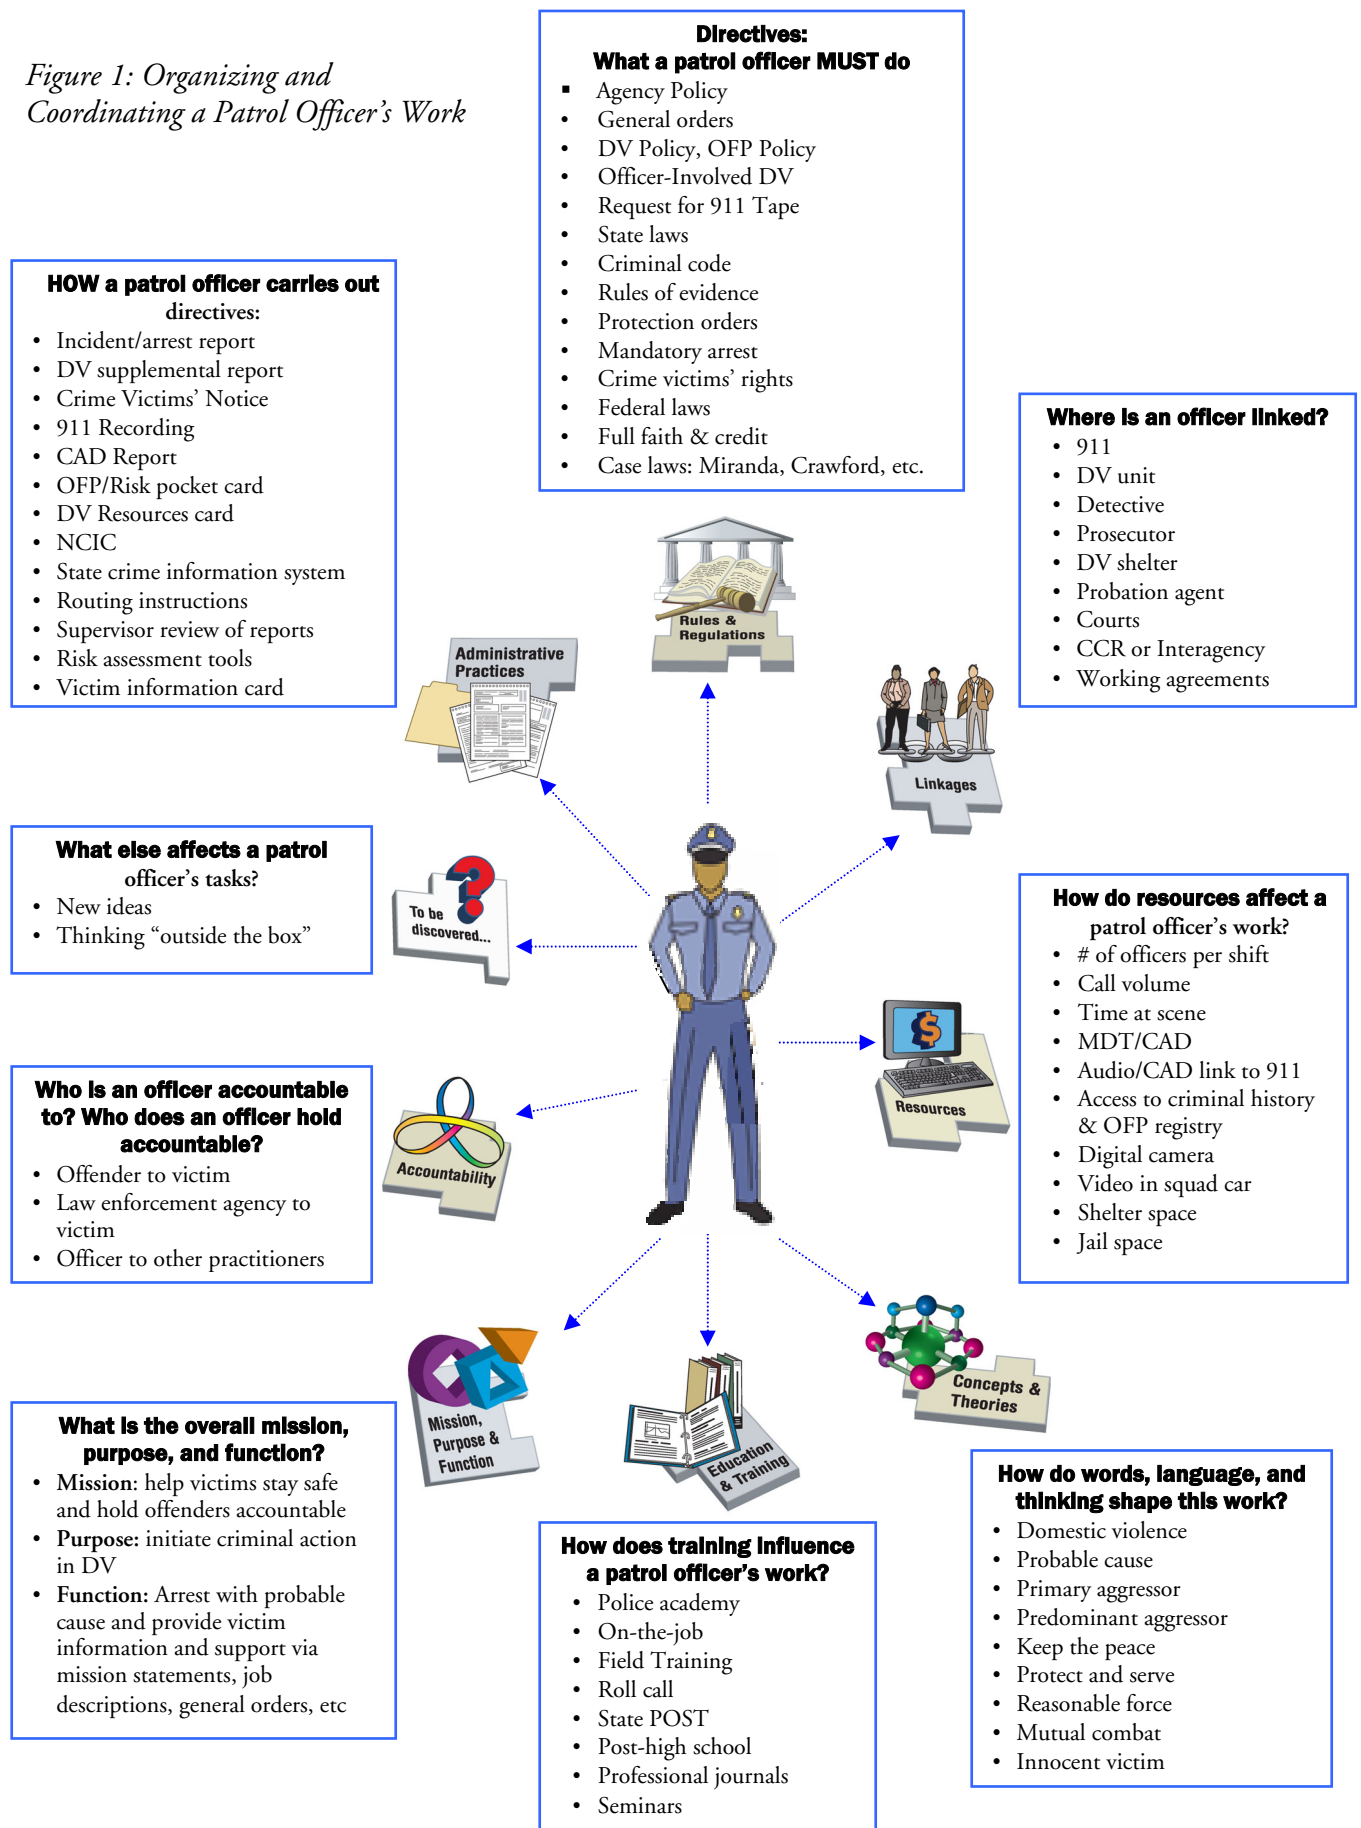 Figure 1: Organizing and
Coordinating a Patrol Officer's Work
Directives:
What a patrol officer MUST do
▪ Agency Policy
• General orders
• DV Policy, OFP Policy
• Officer-Involved DV
• Request for 911 Tape
• State laws
• Criminal code
• Rules of evidence
• Protection orders
• Mandatory arrest
• Crime victims' rights
• Federal laws
• Full faith & credit
• Case laws: Miranda, Crawford, etc.
HOW a patrol officer carries out
directives:
• Incident/arrest report
• DV supplemental report
• Crime Victims' Notice
• 911 Recording
• CAD Report
• OFP/Risk pocket card
• DV Resources card
• NCIC
• State crime information system
• Routing instructions
• Supervisor review of reports
• Risk assessment tools
• Victim information card
Where is an officer linked?
• 911
• DV unit
• Detective
• Prosecutor
• DV shelter
• Probation agent
• Courts
• CCR or Interagency
• Working agreements
Rules &
Regulations
Administrative
Practices
Linkages
What else affects a patrol
officer's tasks?
• New ideas
• Thinking "outside the box"
To be
discovered...
How do resources affect a
patrol officer's work?
• # of officers per shift
• Call volume
• Time at scene
• MDT/CAD
• Audio/CAD link to 911
• Access to criminal history
& OFP registry
• Digital camera
• Video in squad car
• Shelter space
• Jail space
$
Resources
Who is an officer accountable
to? Who does an officer hold
accountable?
• Offender to victim
• Law enforcement agency to
victim
• Officer to other practitioners
Accountability
Mission,
Purpose &
Function
Education
& Training
Concepts &
Theories
What is the overall mission,
purpose, and function?
• Mission: help victims stay safe
and hold offenders accountable
• Purpose: initiate criminal action
in DV
• Function: Arrest with probable
cause and provide victim
information and support via
mission statements, job
descriptions, general orders, etc
How does training influence
a patrol officer's work?
• Police academy
• On-the-job
• Field Training
• Roll call
• State POST
• Post-high school
• Professional journals
• Seminars
How do words, language, and
thinking shape this work?
• Domestic violence
• Probable cause
• Primary aggressor
• Predominant aggressor
• Keep the peace
• Protect and serve
• Reasonable force
• Mutual combat
• Innocent victim